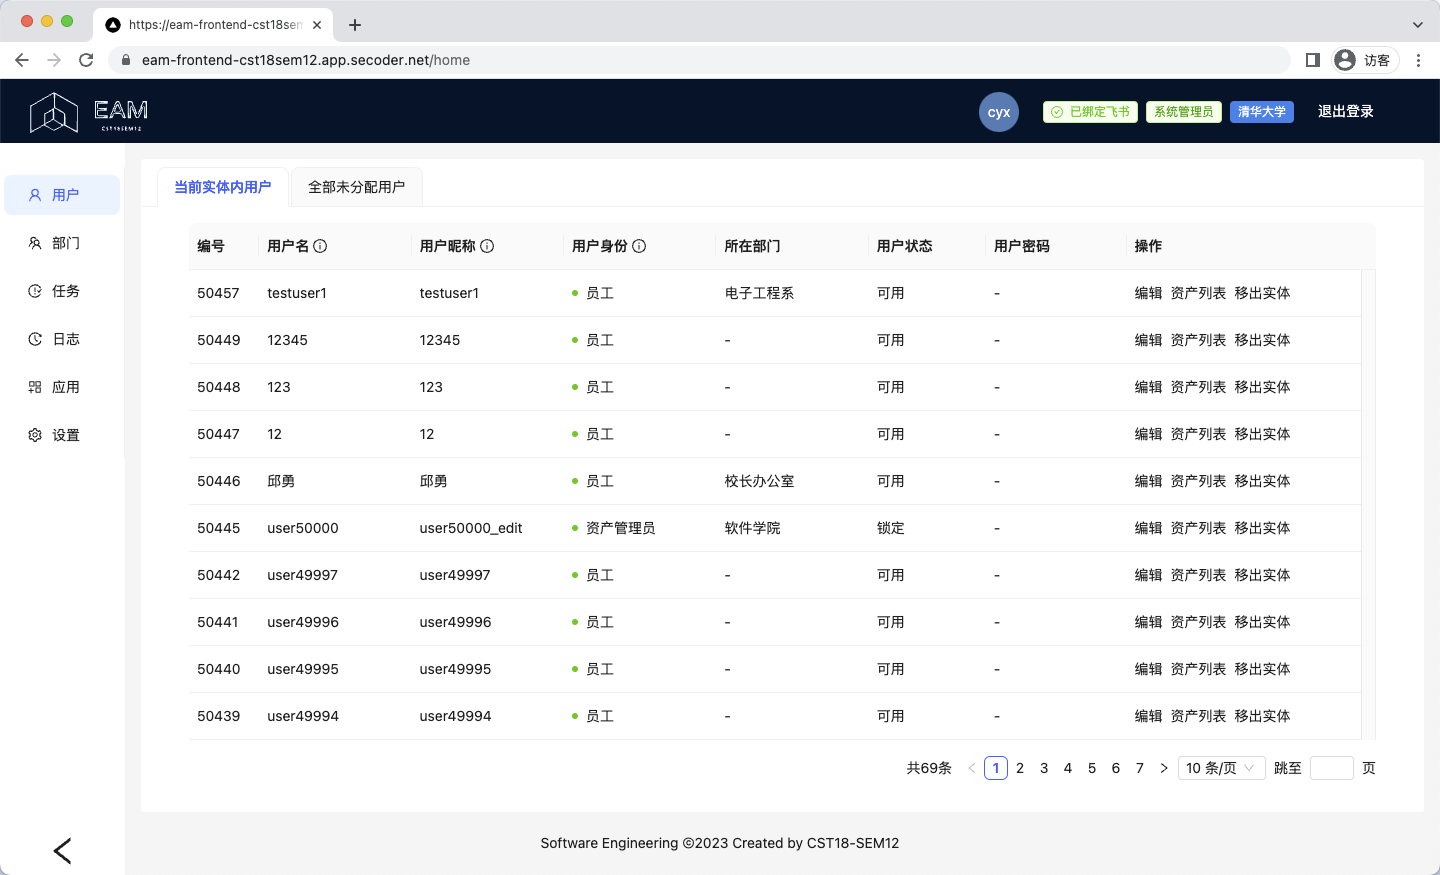 https://eam-frontend-cst18sem
eam-frontend-cst18sem12.app.secoder.net/home
访客
EAM
CST18SEM12
cyx
已绑定飞书
系统管理员
清华大学
退出登录
用户
部门
任务
日志
应用
设置
当前实体内用户 全部未分配用户
编号 用户名 用户昵称 用户身份 所在部门 用户状态 用户密码 操作
50457 testuser1 testuser1 员工 电子工程系 可用 - 编辑 资产列表 移出实体
50449 12345 12345 员工 - 可用 - 编辑 资产列表 移出实体
50448 123 123 员工 - 可用 - 编辑 资产列表 移出实体
50447 12 12 员工 - 可用 - 编辑 资产列表 移出实体
50446 邱勇 邱勇 员工 校长办公室 可用 - 编辑 资产列表 移出实体
50445 user50000 user50000_edit 资产管理员 软件学院 锁定 - 编辑 资产列表 移出实体
50442 user49997 user49997 员工 - 可用 - 编辑 资产列表 移出实体
50441 user49996 user49996 员工 - 可用 - 编辑 资产列表 移出实体
50440 user49995 user49995 员工 - 可用 - 编辑 资产列表 移出实体
50439 user49994 user49994 员工 - 可用 - 编辑 资产列表 移出实体
共69条 < 1 2 3 4 5 6 7 > 10 条/页 跳至 页
Software Engineering ©2023 Created by CST18-SEM12